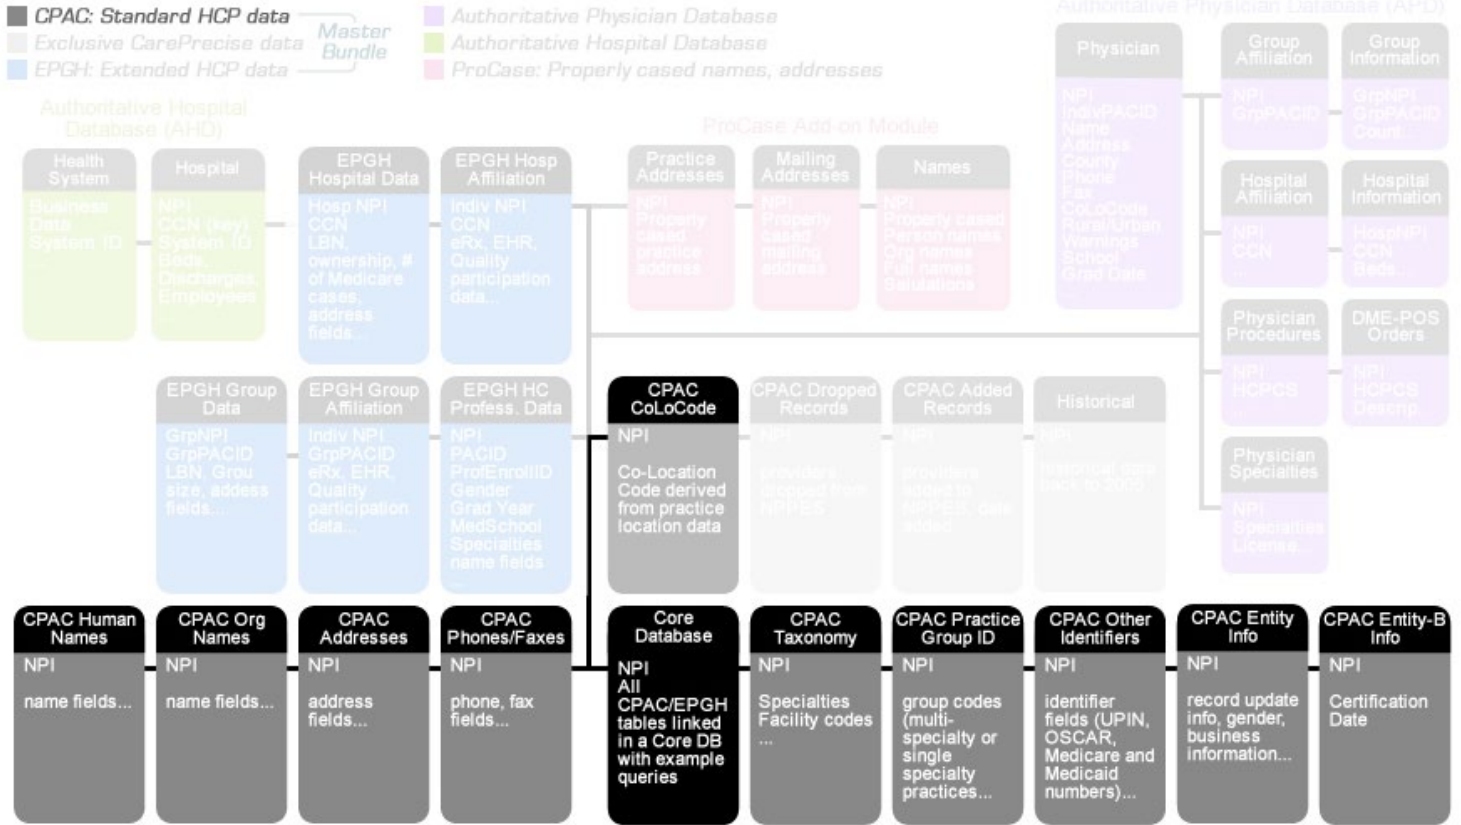 CPAC: Standard HCP data
Exclusive CarePrecise data
EPGH: Extended HCP data
Master
Bundle
Authoritative Physician Database
Authoritative Hospital Database
ProCase: Properly cased names, addresses
Authoritative Physician Database (APD)
Physician
NPI
IndivPACID
Name
Address
County
Phone
Fax
CoLoCode
Rural/Urban
Warnings
School
Grad Date
Group
Affiliation
NPI
GrpPACID
Group
Information
GrpNPI
GrpPACID
Count...
Authoritative Hospital
Database (AHD)
ProCase Add-on Module
Health
System
Business
Data
System ID
Hospital
NPI
CCN (key)
System ID
Beds,
Discharges,
Employees
EPGH
Hospital Data
Hosp NPI
CCN
LBN,
ownership, #
of Medicare
cases,
address
fields...
EPGH Hosp
Affiliation
Indiv NPI
CCN
eRx, EHR,
Quality
participation
data...
Practice
Addresses
NPI
Properly
cased
practice
address
Mailing
Addresses
NPI
Properly
cased
mailing
address
Names
NPI
Properly cased
Person names
Org names
Full names
Salutations
Hospital
Affiliation
NPI
CCN
...
Hospital
Information
HospNPI
CCN
Beds...
Physician
Procedures
NPI
HCPCS
...
DME-POS
Orders
NPI
HCPCS
Descrip...
Physician
Specialties
NPI
Specialties
License...
EPGH Group
Data
GrpNPI
GrpPACID
LBN, Grou
size, addess
fields...
EPGH Group
Affiliation
Indiv NPI
GrpPACID
eRx, EHR,
Quality
participation
data...
EPGH HC
Profess. Data
NPI
PACID
ProfEnrollID
Gender
Grad Year
MedSchool
Specialties
name fields
...
CPAC
CoLoCode
NPI
Co-Location
Code derived
from practice
location data
CPAC Dropped
Records
NPI
providers
dropped from
NPPES
CPAC Added
Records
NPI
providers
added to
NPPES, date
added
Historical
NPI
historical data
CPAC Human
Names
NPI
name fields...
CPAC Org
Names
NPI
name fields...
CPAC
Addresses
NPI
address
fields...
CPAC
Phones/Faxes
NPI
phone, fax
fields...
Core
Database
NPI
All
CPAC/EPGH
tables linked
in a Core DB
with example
queries
CPAC
Taxonomy
NPI
Specialties
Facility codes
...
CPAC Practice
Group ID
NPI
group codes
(multi-
specialty or
single
specialty
practices...
CPAC Other
Identifiers
NPI
identifier
fields (UPIN,
OSCAR,
Medicare and
Medicaid
numbers)...
CPAC Entity
Info
NPI
record update
info, gender,
business
information...
CPAC Entity-B
Info
NPI
Certification
Date